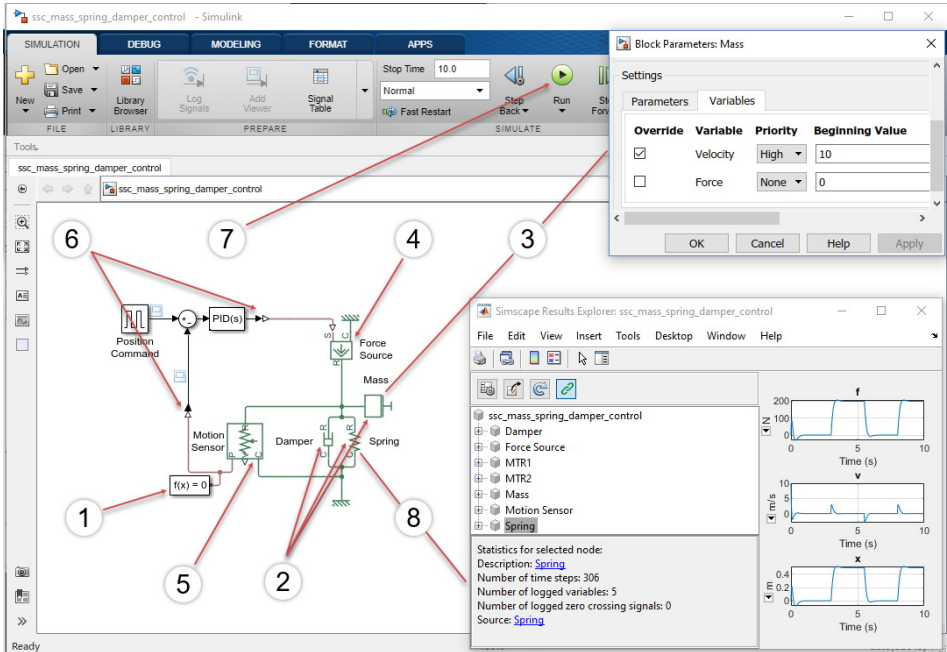 ssc_mass_spring_damper_control - Simulink
SIMULATION DEBUG MODELING FORMAT APPS
New
Open
Save
Print
FILE
Library Browser
LIBRARY
Log Signals
Add Viewer
Signal Table
PREPARE
Stop Time 10.0
Normal
Fast Restart
Step Back
Run
SIMULATE
Tools
ssc_mass_spring_damper_control
ssc_mass_spring_damper_control
Block Parameters: Mass
Settings
Parameters Variables
Override Variable Priority Beginning Value
Velocity High 10
Force None 0
OK Cancel Help Apply
6
7
4
3
Position
Command
+
-
PID(s)
S C
R
Force
Source
Mass
Motion
Sensor
R
P C
Damper
R
C
R
C
Spring
f(x) = 0
1
5
2
8
Simscape Results Explorer: ssc_mass_spring_damper_control
File Edit View Insert Tools Desktop Window Help
ssc_mass_spring_damper_control
Damper
Force Source
MTR1
MTR2
Mass
Motion Sensor
Spring
Statistics for selected node:
Description: Spring
Number of time steps: 306
Number of logged variables: 5
Number of logged zero crossing signals: 0
Source: Spring
f
200
100
0
N
0 5 10
Time (s)
v
10
5
0
m/s
0 5 10
Time (s)
x
0.4
0.2
0
m
0 5 10
Time (s)
Ready